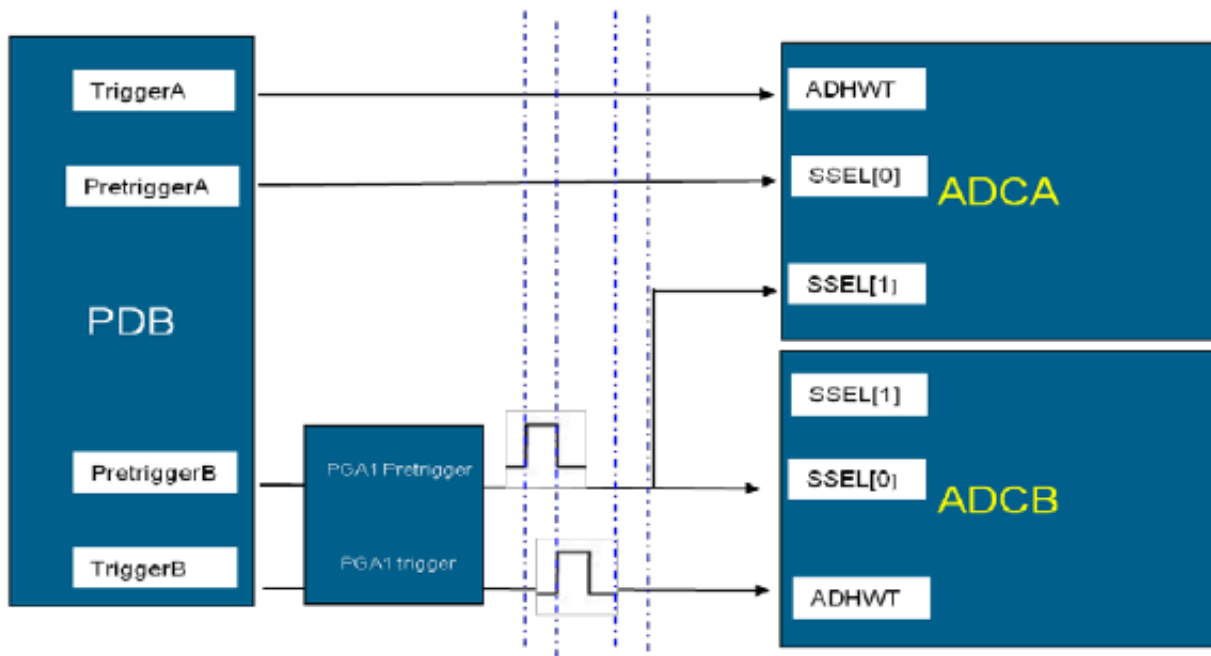 TriggerA
PretriggerA
PDB
PretriggerB
TriggerB
PGA1 Pretrigger
PGA1 trigger
ADHWT
SSEL[0]
ADCA
SSEL[1]
SSEL[1]
SSEL[0]
ADCB
ADHWT